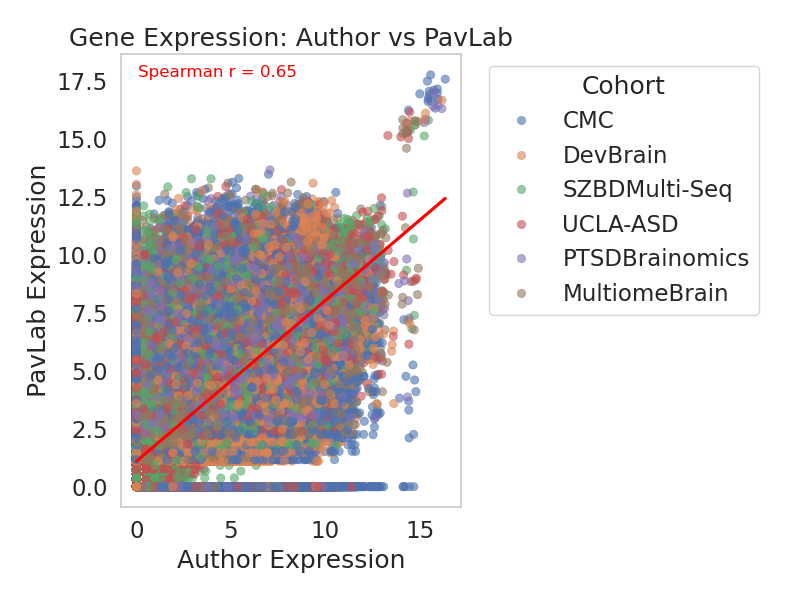 Gene Expression: Author vs PavLab
Spearman r = 0.65
17.5
15.0
12.5
10.0
7.5
5.0
2.5
0.0
PavLab Expression
0 5 10 15
Author Expression
Cohort
CMC
DevBrain
SZBDMulti-Seq
UCLA-ASD
PTSDBrainomics
MultiomeBrain